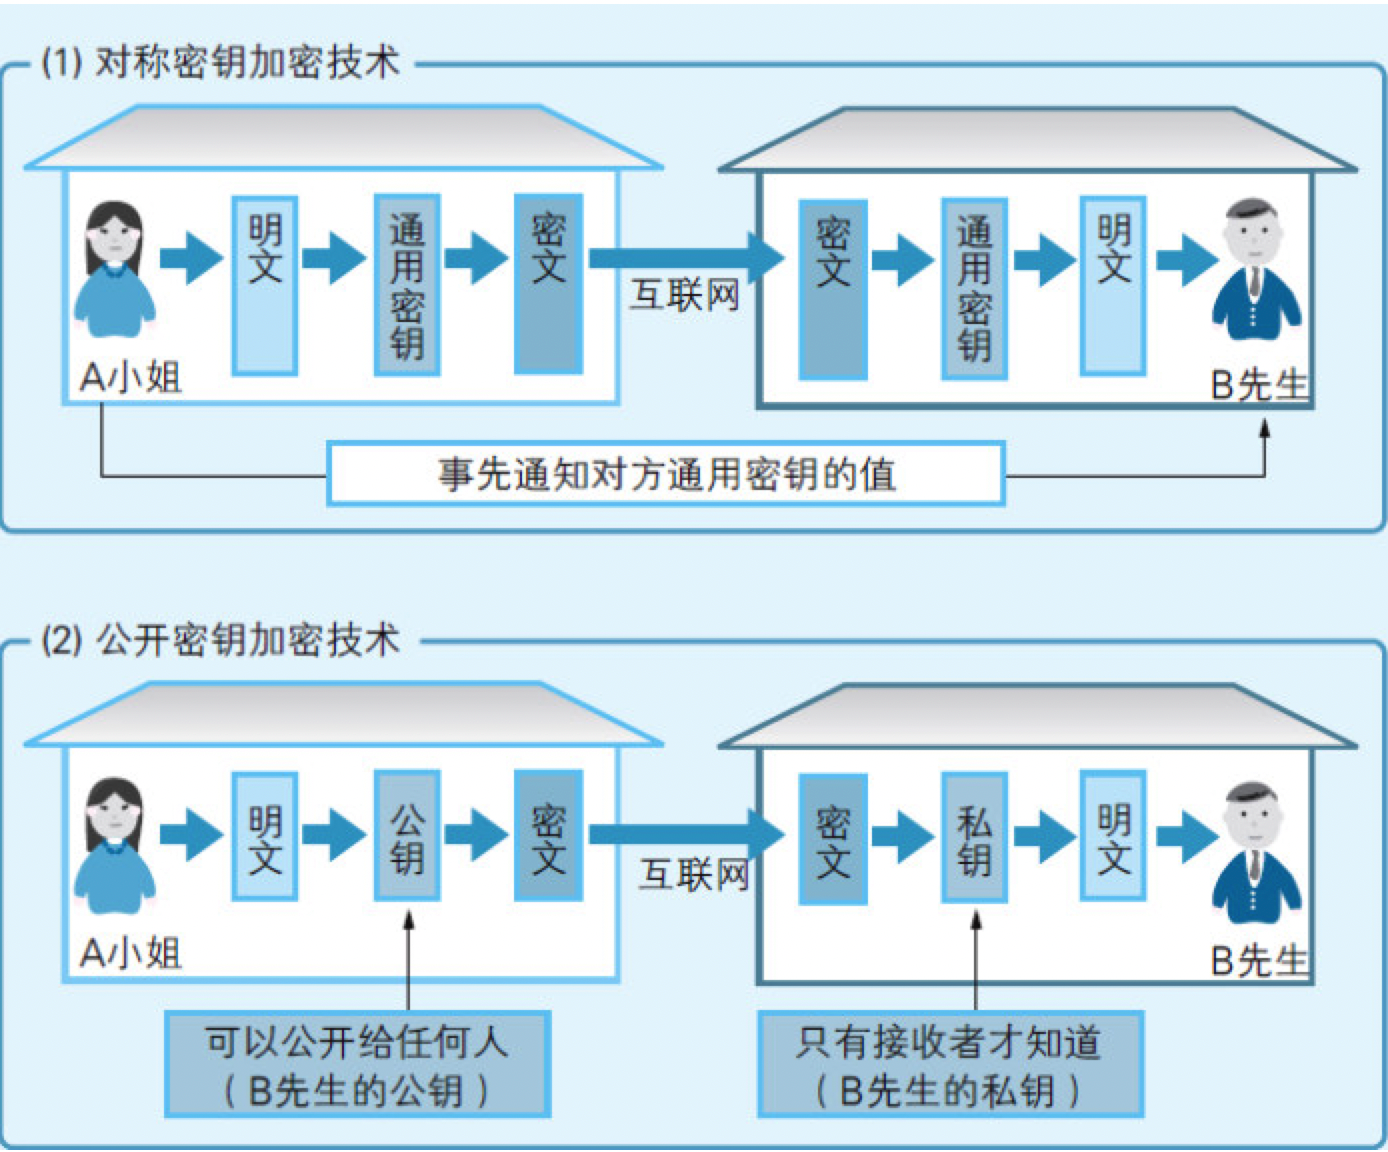 (1) 对称密钥加密技术
明文
通用密钥
密文
互联网
密文
通用密钥
明文
A小姐
B先生
事先通知对方通用密钥的值
(2) 公开密钥加密技术
明文
公钥
密文
互联网
密文
私钥
明文
A小姐
B先生
可以公开给任何人
(B先生的公钥)
只有接收者才知道
(B先生的私钥)